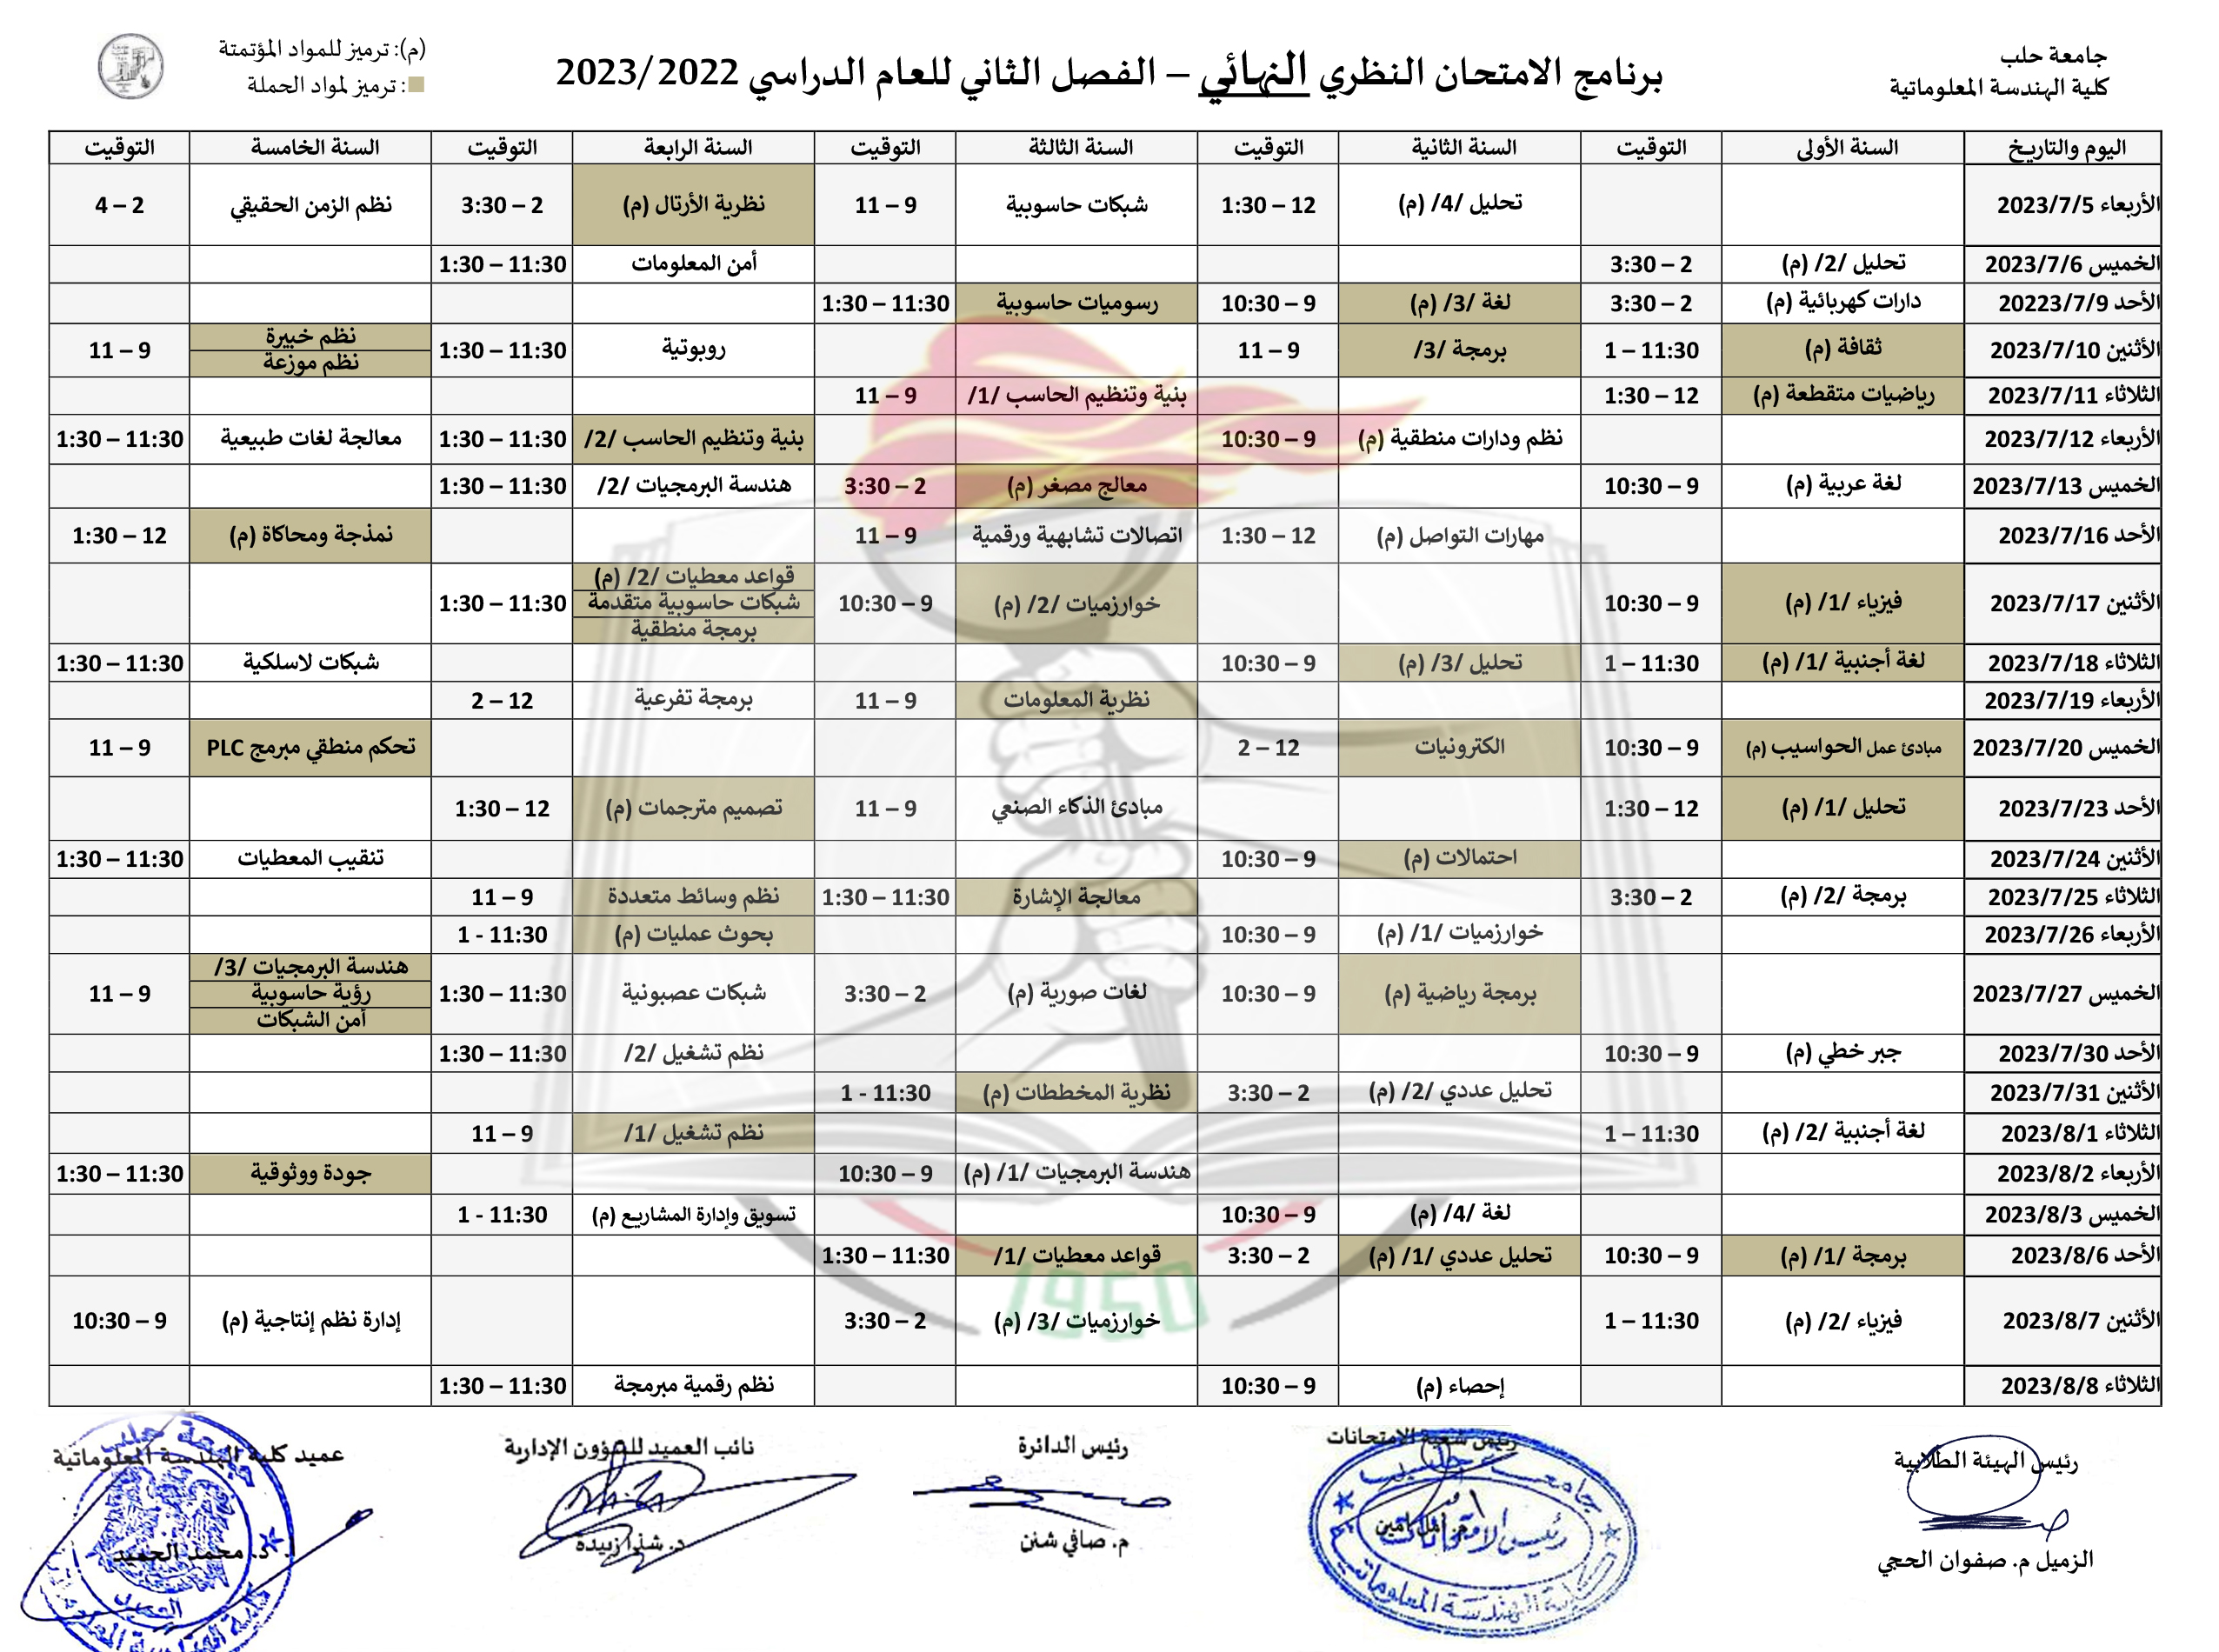 جامعة حلب
كلية الهندسة المعلوماتية
برنامج الامتحان النظري النهائي – الفصل الثاني للعام الدراسي 2023/2022
(م): ترميز للمواد المؤتمتة
: ترميز لمواد الحملة
اليوم والتاريخ السنة الأولى التوقيت السنة الثانية التوقيت السنة الثالثة التوقيت السنة الرابعة التوقيت السنة الخامسة التوقيت
الأربعاء 2023/7/5 تحليل /4/ (م) 12 – 1:30 شبكات حاسوبية 9 – 11 نظرية الأرتال (م) 2 – 3:30 نظم الزمن الحقيقي 2 – 4
الخميس 2023/7/6 تحليل /2/ (م) 2 – 3:30 أمن المعلومات 11:30 – 1:30
الأحد 20223/7/9 دارات كهربائية (م) 2 – 3:30 لغة /3/ (م) 9 – 10:30 رسوميات حاسوبية 11:30 – 1:30
الأثنين 2023/7/10 ثقافة (م) 11:30 – 1 برمجة /3/ 9 – 11 روبوتية 11:30 – 1:30 نظم خبيرة
نظم موزعة 9 – 11
الثلاثاء 2023/7/11 رياضيات متقطعة (م) 12 – 1:30 بنية وتنظيم الحاسب /1/ 9 – 11
الأربعاء 2023/7/12 نظم ودارات منطقية (م) 9 – 10:30 بنية وتنظيم الحاسب /2/ 11:30 – 1:30 معالجة لغات طبيعية 11:30 – 1:30
الخميس 2023/7/13 لغة عربية (م) 9 – 10:30 معالج مصغر (م) 2 – 3:30 هندسة البرمجيات /2/ 11:30 – 1:30
الأحد 2023/7/16 مهارات التواصل (م) 12 – 1:30 اتصالات تشابهية ورقمية 9 – 11 نمذجة ومحاكاة (م) 12 – 1:30
الأثنين 2023/7/17 فيزياء /1/ (م) 9 – 10:30 خوارزميات /2/ (م) 9 – 10:30 قواعد معطيات /2/ (م)
شبكات حاسوبية متقدمة
برمجة منطقية 11:30 – 1:30
الثلاثاء 2023/7/18 لغة أجنبية /1/ (م) 11:30 – 1 تحليل /3/ (م) 9 – 10:30 شبكات لاسلكية 11:30 – 1:30
الأربعاء 2023/7/19 نظرية المعلومات 9 – 11 برمجة تفرعية 12 – 2
الخميس 2023/7/20 مبادئ عمل الحواسيب (م) 9 – 10:30 الكترونيات 12 – 2 تحكم منطقي مبرمج PLC 9 – 11
الأحد 2023/7/23 تحليل /1/ (م) 12 – 1:30 مبادئ الذكاء الصنعي 9 – 11 تصميم مترجمات (م) 12 – 1:30
الأثنين 2023/7/24 احتمالات (م) 9 – 10:30 تنقيب المعطيات 11:30 – 1:30
الثلاثاء 2023/7/25 برمجة /2/ (م) 2 – 3:30 معالجة الإشارة 11:30 – 1:30 نظم وسائط متعددة 9 – 11
الأربعاء 2023/7/26 خوارزميات /1/ (م) 9 – 10:30 بحوث عمليات (م) 11:30 - 1
الخميس 2023/7/27 برمجة رياضية (م) 9 – 10:30 لغات صورية (م) 2 – 3:30 شبكات عصبونية 11:30 – 1:30 هندسة البرمجيات /3/
رؤية حاسوبية
أمن الشبكات 9 – 11
الأحد 2023/7/30 جبر خطي (م) 9 – 10:30 نظم تشغيل /2/ 11:30 – 1:30
الأثنين 2023/7/31 تحليل عددي /2/ (م) 2 – 3:30 نظرية المخططات (م) 11:30 - 1
الثلاثاء 2023/8/1 لغة أجنبية /2/ (م) 11:30 – 1 نظم تشغيل /1/ 9 – 11
الأربعاء 2023/8/2 هندسة البرمجيات /1/ (م) 9 – 10:30 جودة ووثوقية 11:30 – 1:30
الخميس 2023/8/3 لغة /4/ (م) 9 – 10:30 تسويق وإدارة المشاريع (م) 11:30 - 1
الأحد 2023/8/6 برمجة /1/ (م) 9 – 10:30 تحليل عددي /1/ (م) 2 – 3:30 قواعد معطيات /1/ 11:30 – 1:30
الأثنين 2023/8/7 فيزياء /2/ (م) 11:30 – 1 خوارزميات /3/ (م) 2 – 3:30 إدارة نظم إنتاجية (م) 9 – 10:30
الثلاثاء 2023/8/8 إحصاء (م) 9 – 10:30 نظم رقمية مبرمجة 11:30 – 1:30
1950
رئيس الهيئة الطلابية
الزميل م. صفوان الحجي
رئيس شعبة الامتحانات
رئيس الدائرة
م. صافي شنن
نائب العميد للشؤون الإدارية
د. شذا زبيدة
عميد كلية الهندسة المعلوماتية
د. محمد الحميد